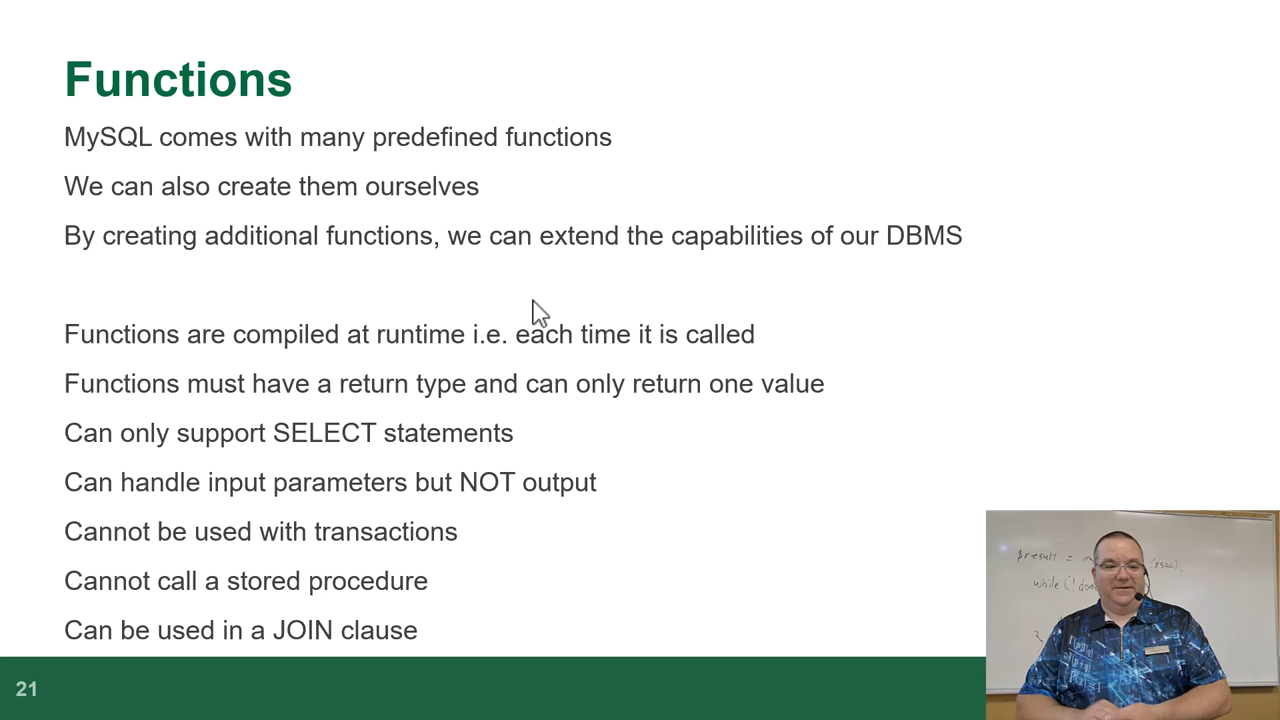 Functions
MySQL comes with many predefined functions
We can also create them ourselves
By creating additional functions, we can extend the capabilities of our DBMS
Functions are compiled at runtime i.e. each time it is called
Functions must have a return type and can only return one value
Can only support SELECT statements
Can handle input parameters but NOT output
Cannot be used with transactions
Cannot call a stored procedure
Can be used in a JOIN clause
21
$result =
while (!don